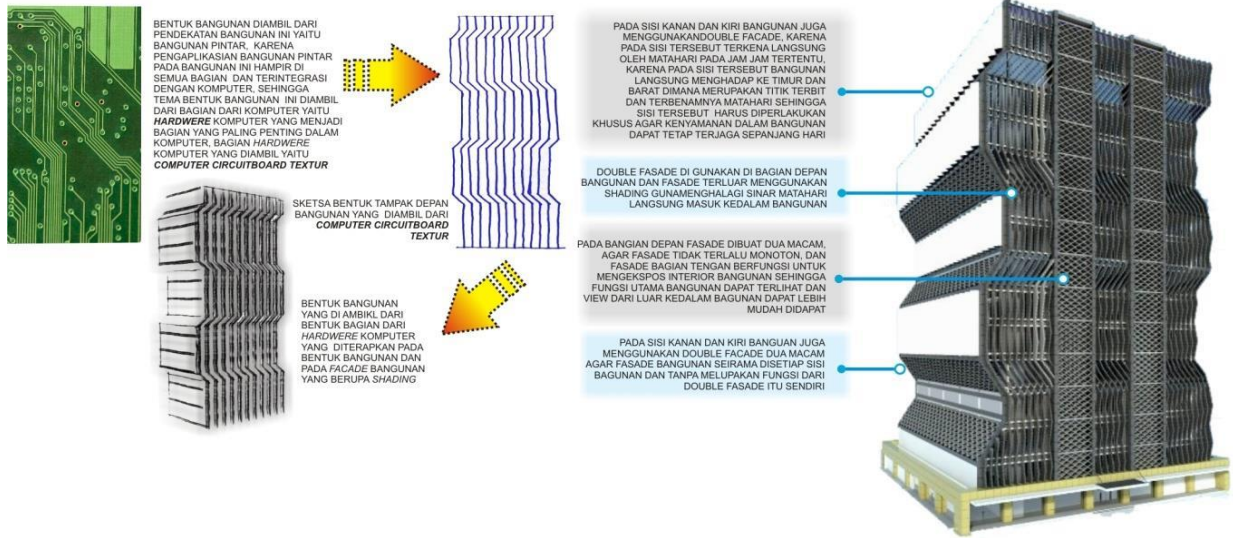 BENTUK BANGUNAN DIAMBIL DARI
PENDEKATAN BANGUNAN INI YAITU
BANGUNAN PINTAR, KARENA
PENGAPLIKASIAN BANGUNAN PINTAR
PADA BANGUNAN INI HAMPIR DI
SEMUA BAGIAN DAN TERINTEGRASI
DENGAN KOMPUTER, SEHINGGA
TEMA BENTUK BANGUNAN INI DIAMBIL
DARI BAGIAN DARI KOMPUTER YAITU
HARDWERE KOMPUTER YANG MENJADI
BAGIAN YANG PALING PENTING DALAM
KOMPUTER, BAGIAN HARDWERE
KOMPUTER YANG DIAMBIL YAITU
COMPUTER CIRCUITBOARD TEXTUR
SKETSA BENTUK TAMPAK DEPAN
BANGUNAN YANG DIAMBIL DARI
COMPUTER CIRCUITBOARD
TEXTUR
BENTUK BANGUNAN
YANG DI AMBIKL DARI
BENTUK BAGIAN DARI
HARDWERE KOMPUTER
YANG DITERAPKAN PADA
BENTUK BANGUNAN DAN
PADA FACADE BANGUNAN
YANG BERUPA SHADING
PADA SISI KANAN DAN KIRI BANGUNAN JUGA
MENGGUNAKANDOUBLE FACADE, KARENA
PADA SISI TERSEBUT TERKENA LANGSUNG
OLEH MATAHARI PADA JAM JAM TERTENTU,
KARENA PADA SISI TERSEBUT BANGUNAN
LANGSUNG MENGHADAP KE TIMUR DAN
BARAT DIMANA MERUPAKAN TITIK TERBIT
DAN TERBENAMNYA MATAHARI SEHINGGA
SISI TERSEBUT HARUS DIPERLAKUKAN
KHUSUS AGAR KENYAMANAN DALAM BANGUNAN
DAPAT TETAP TERJAGA SEPANJANG HARI
DOUBLE FASADE DI GUNAKAN DI BAGIAN DEPAN
BANGUNAN DAN FASADE TERLUAR MENGGUNAKAN
SHADING GUNAMENGHALAGI SINAR MATAHARI
LANGSUNG MASUK KEDALAM BANGUNAN
PADA BANGIAN DEPAN FASADE DIBUAT DUA MACAM,
AGAR FASADE TIDAK TERLALU MONOTON, DAN
FASADE BAGIAN TENGAN BERFUNGSI UNTUK
MENGEKSPOS INTERIOR BANGUNAN SEHINGGA
FUNGSI UTAMA BANGUNAN DAPAT TERLIHAT DAN
VIEW DARI LUAR KEDALAM BAGUNAN DAPAT LEBIH
MUDAH DIDAPAT
PADA SISI KANAN DAN KIRI BANGUAN JUGA
MENGGUNAKAN DOUBLE FACADE DUA MACAM
AGAR FASADE BANGUNAN SEIRAMA DISETIAP SISI
BAGUNAN DAN TANPA MELUPAKAN FUNGSI DARI
DOUBLE FASADE ITU SENDIRI